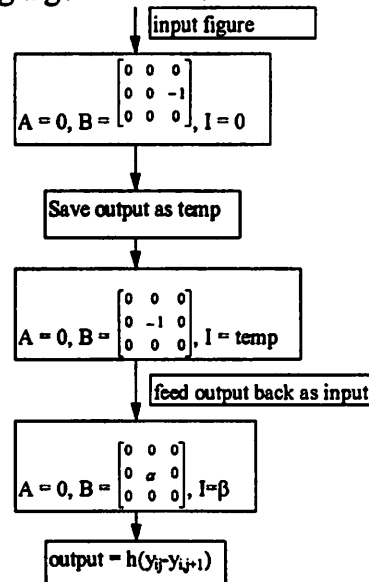 input figure
0 0 0
0 0 -1
A = 0, B = 0 0 0 , I = 0
Save output as temp
0 0 0
0 -1 0
A = 0, B = 0 0 0 , I = temp
feed output back as input
0 0 0
0 α 0
A = 0, B = 0 0 0 , I=β
output = h(yij-yi,j+1)